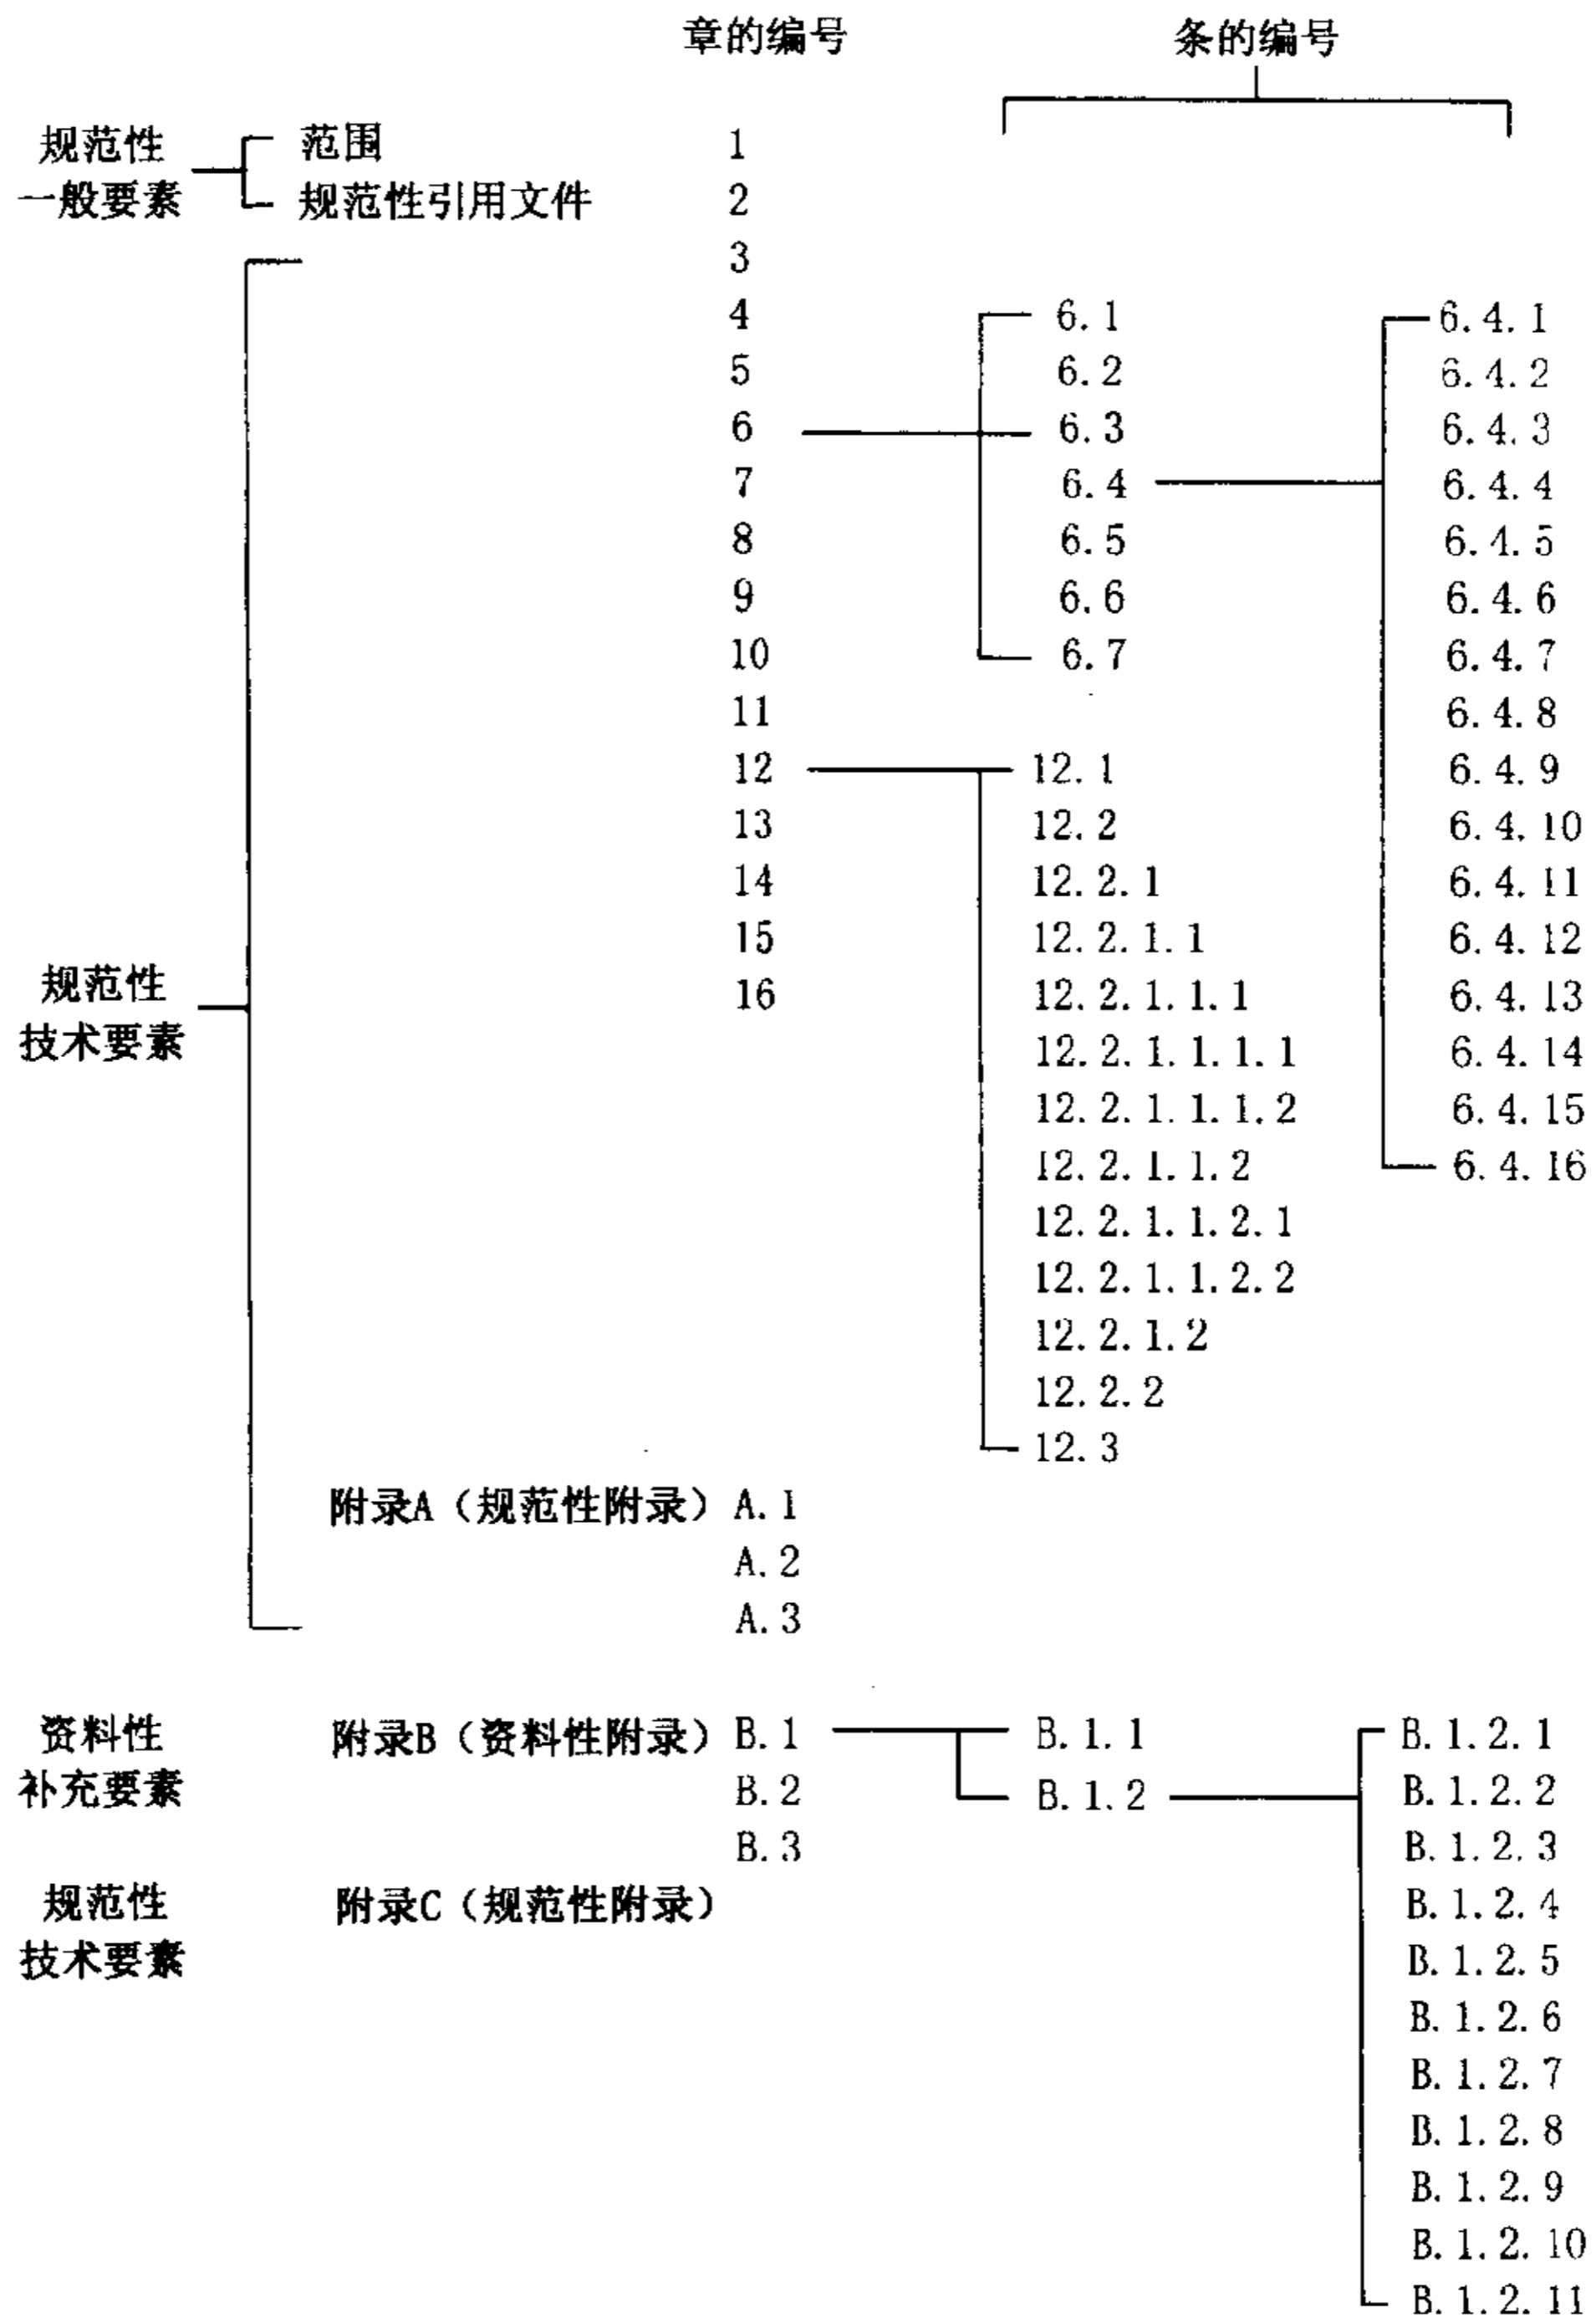 章的编号 条的编号
规范性 范围 1
一般要素 规范性引用文件 2
3
4 6.1 6.4.1
5 6.2 6.4.2
6 6.3 6.4.3
7 6.4 6.4.4
8 6.5 6.4.5
9 6.6 6.4.6
10 6.7 6.4.7
11 6.4.8
12 12.1 6.4.9
13 12.2 6.4.10
14 12.2.1 6.4.11
15 12.2.1.1 6.4.12
规范性 16 12.2.1.1.1 6.4.13
技术要素 12.2.1.1.1.1 6.4.14
12.2.1.1.1.2 6.4.15
12.2.1.1.2 6.4.16
12.2.1.1.2.1
12.2.1.1.2.2
12.2.1.2
12.2.2
12.3
附录A（规范性附录） A.1
A.2
A.3
资料性 附录B（资料性附录） B.1 B.1.1 B.1.2.1
补充要素 B.2 B.1.2 B.1.2.2
B.3 B.1.2.3
规范性 附录C（规范性附录） B.1.2.4
技术要素 B.1.2.5
B.1.2.6
B.1.2.7
B.1.2.8
B.1.2.9
B.1.2.10
B.1.2.11